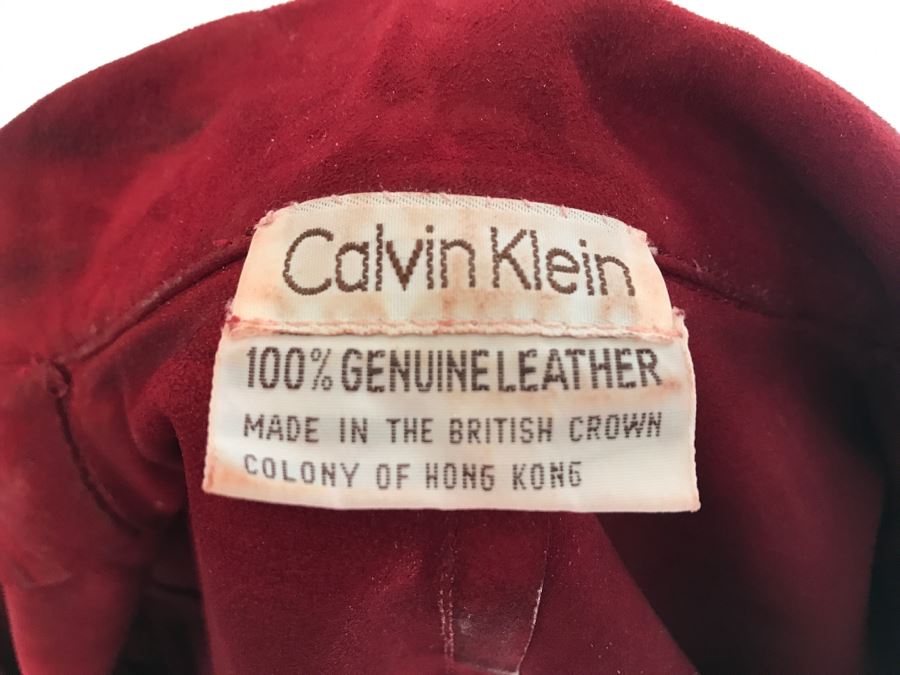 Calvin Klein
100% GENUINE LEATHER
MADE IN THE BRITISH CROWN
COLONY OF HONG KONG